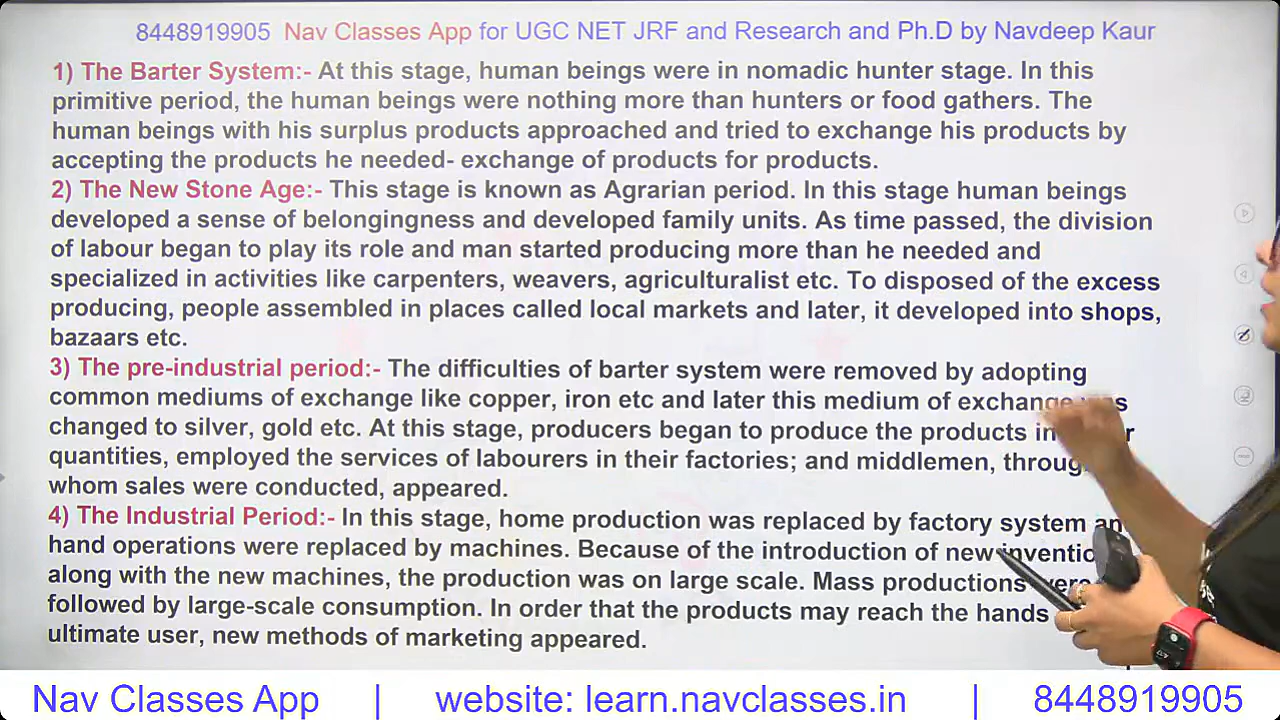 8448919905 Nav Classes App for UGC NET JRF and Research and Ph.D by Navdeep Kaur
1) The Barter System:- At this stage, human beings were in nomadic hunter stage. In this
primitive period, the human beings were nothing more than hunters or food gathers. The
human beings with his surplus products approached and tried to exchange his products by
accepting the products he needed- exchange of products for products.
2) The New Stone Age:- This stage is known as Agrarian period. In this stage human beings
developed a sense of belongingness and developed family units. As time passed, the division
of labour began to play its role and man started producing more than he needed and
specialized in activities like carpenters, weavers, agriculturalist etc. To disposed of the excess
producing, people assembled in places called local markets and later, it developed into shops,
bazaars etc.
3) The pre-industrial period:- The difficulties of barter system were removed by adopting
common mediums of exchange like copper, iron etc and later this medium of exchange
changed to silver, gold etc. At this stage, producers began to produce the products in
quantities, employed the services of labourers in their factories; and middlemen, through
whom sales were conducted, appeared.
4) The Industrial Period:- In this stage, home production was replaced by factory system
hand operations were replaced by machines. Because of the introduction of new
along with the new machines, the production was on large scale. Mass productions were
followed by large-scale consumption. In order that the products may reach the hands
ultimate user, new methods of marketing appeared.
Nav Classes App | website: learn.navclasses.in | 8448919905